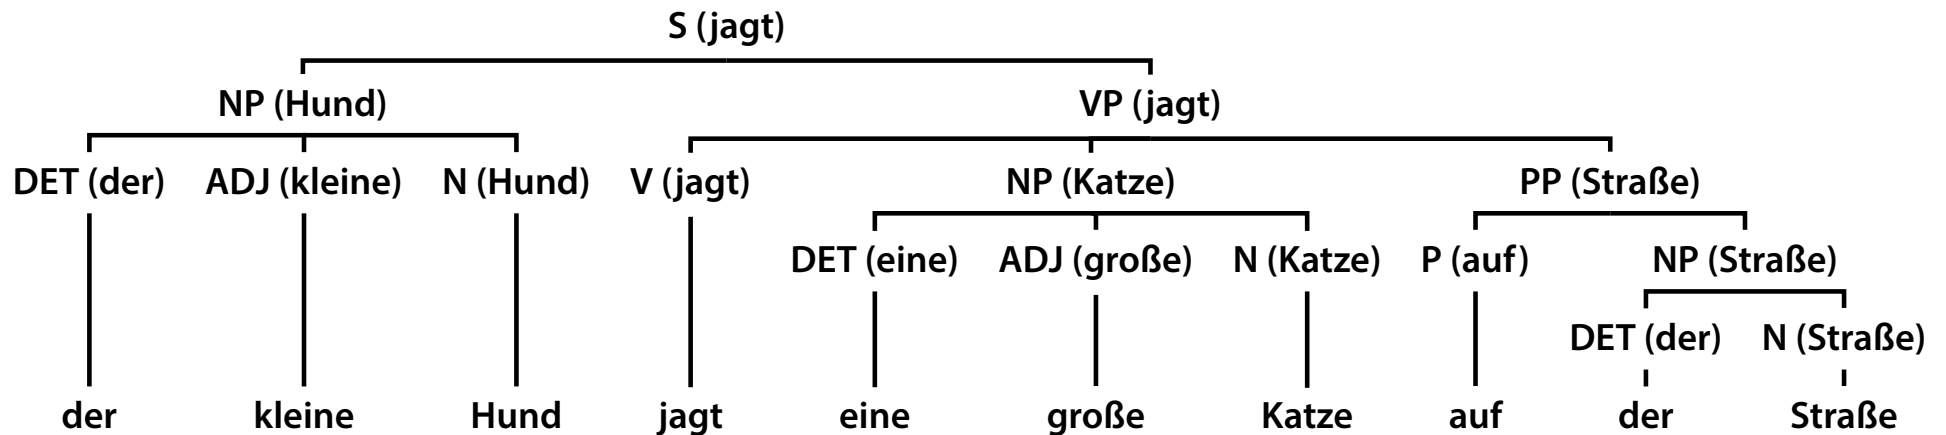 S (jagt)
NP (Hund) VP (jagt)
DET (der) ADJ (kleine) N (Hund) V (jagt) NP (Katze) PP (Straße)
DET (eine) ADJ (große) N (Katze) P (auf) NP (Straße)
DET (der) N (Straße)
der kleine Hund jagt eine große Katze auf der Straße